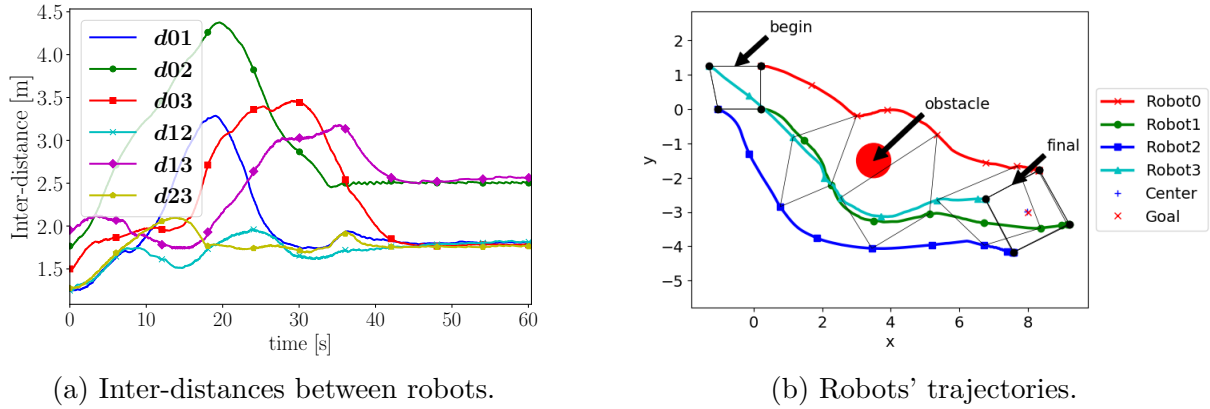 4.5
4.0
3.5
3.0
2.5
2.0
1.5
Inter-distance [m]
d01
d02
d03
d12
d13
d23
0
10
20
30
40
50
60
time [s]
(a) Inter-distances between robots.
2
1
0
−1
−2
−3
−4
−5
y
begin
obstacle
final
0
2
4
6
8
x
Robot0
Robot1
Robot2
Robot3
Center
Goal
(b) Robots' trajectories.